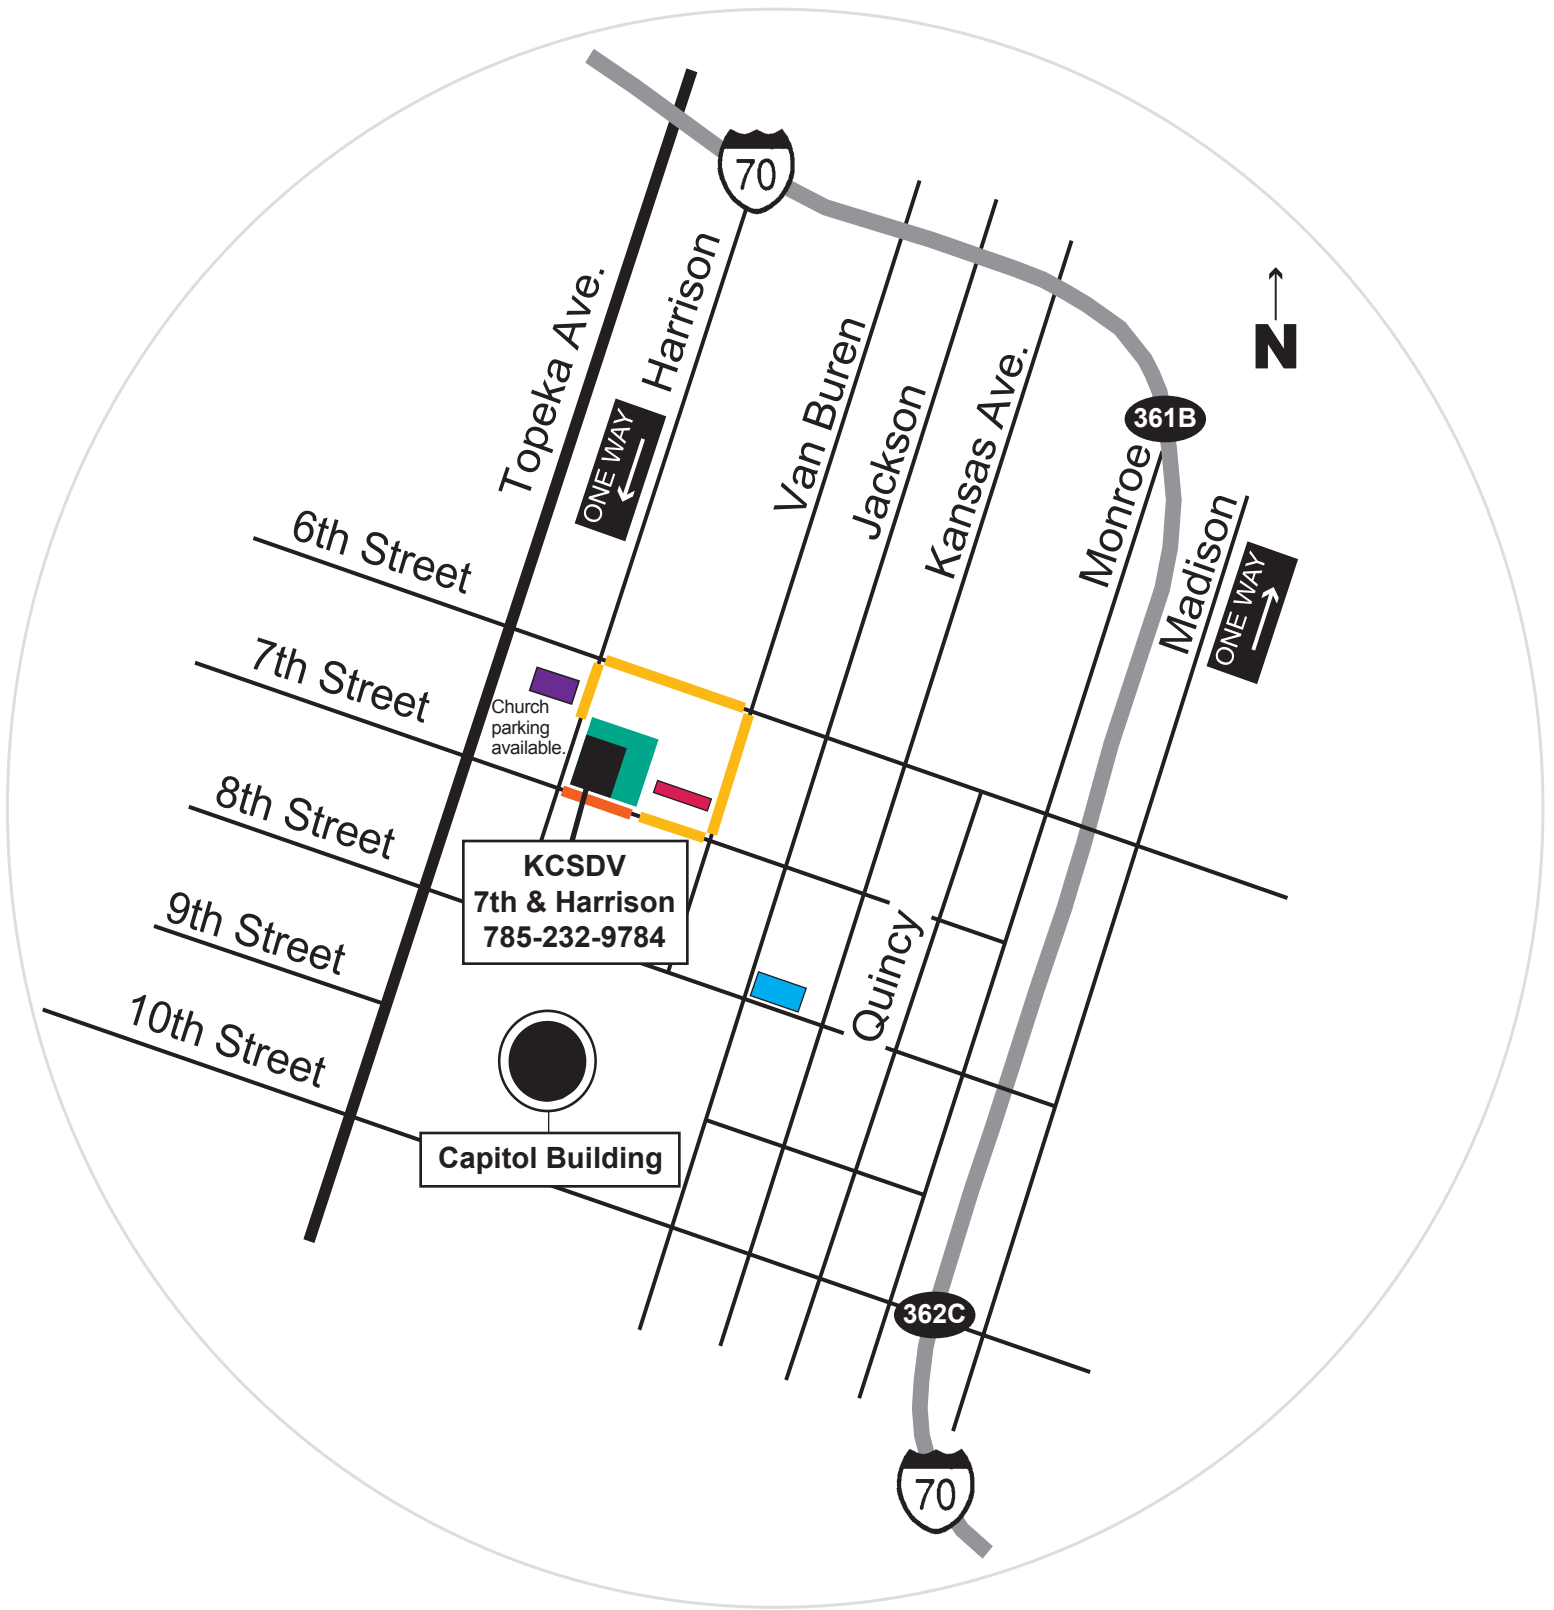 70
Harrison
Topeka Ave.
N
Van Buren
Jackson
Kansas Ave.
361B
ONE WAY
Monroe
Madison
6th Street
ONE WAY
7th Street
Church
parking
available.
8th Street
KCSDV
7th & Harrison
785-232-9784
9th Street
Quincy
10th Street
Capitol Building
362C
70